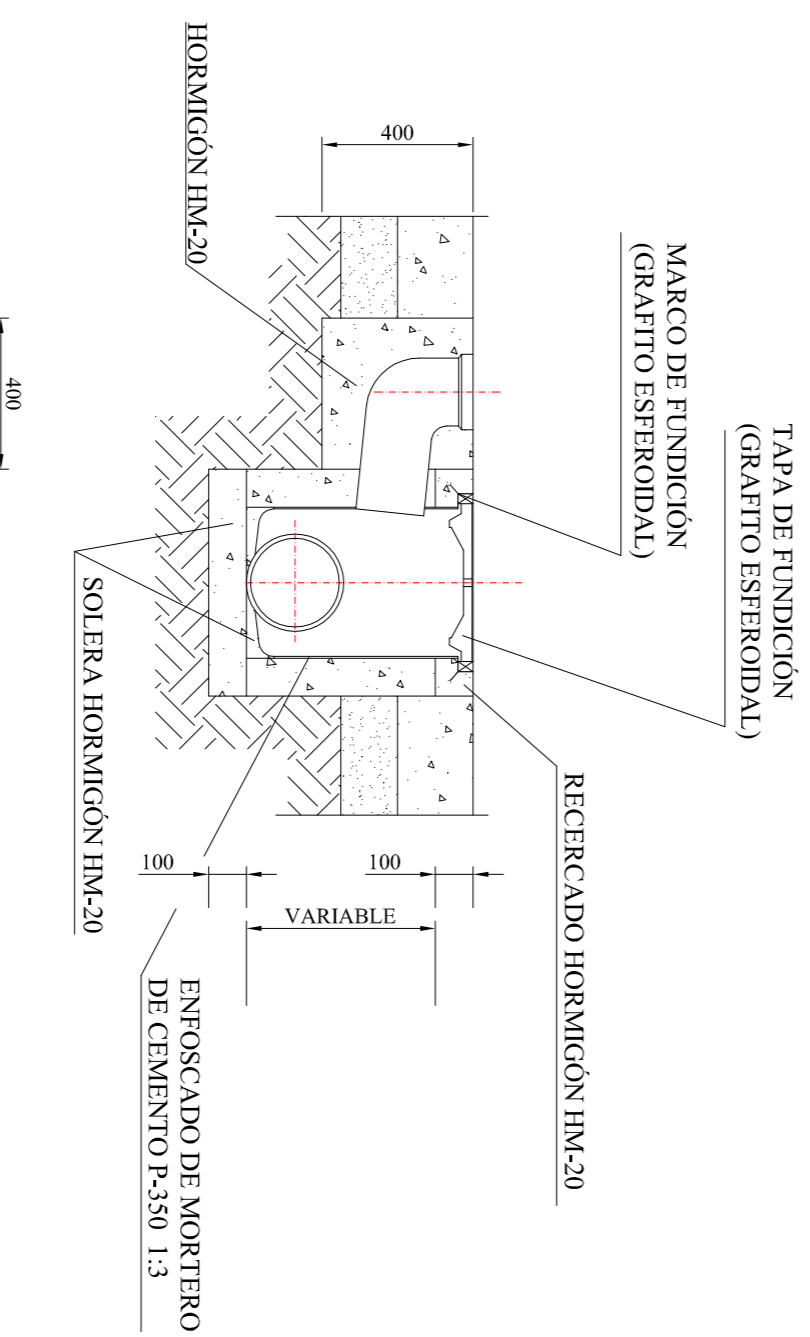 TAPA DE FUNDICIÓN
(GRAFITO ESFEROIDAL)
MARCO DE FUNDICIÓN
(GRAFITO ESFEROIDAL)
RECERCADO HORMIGÓN HM-20
HORMIGÓN HM-20
400
400
100
100
VARIABLE
SOLERA HORMIGÓN HM-20
ENFOSCADO DE MORTERO
DE CEMENTO P-350 1:3